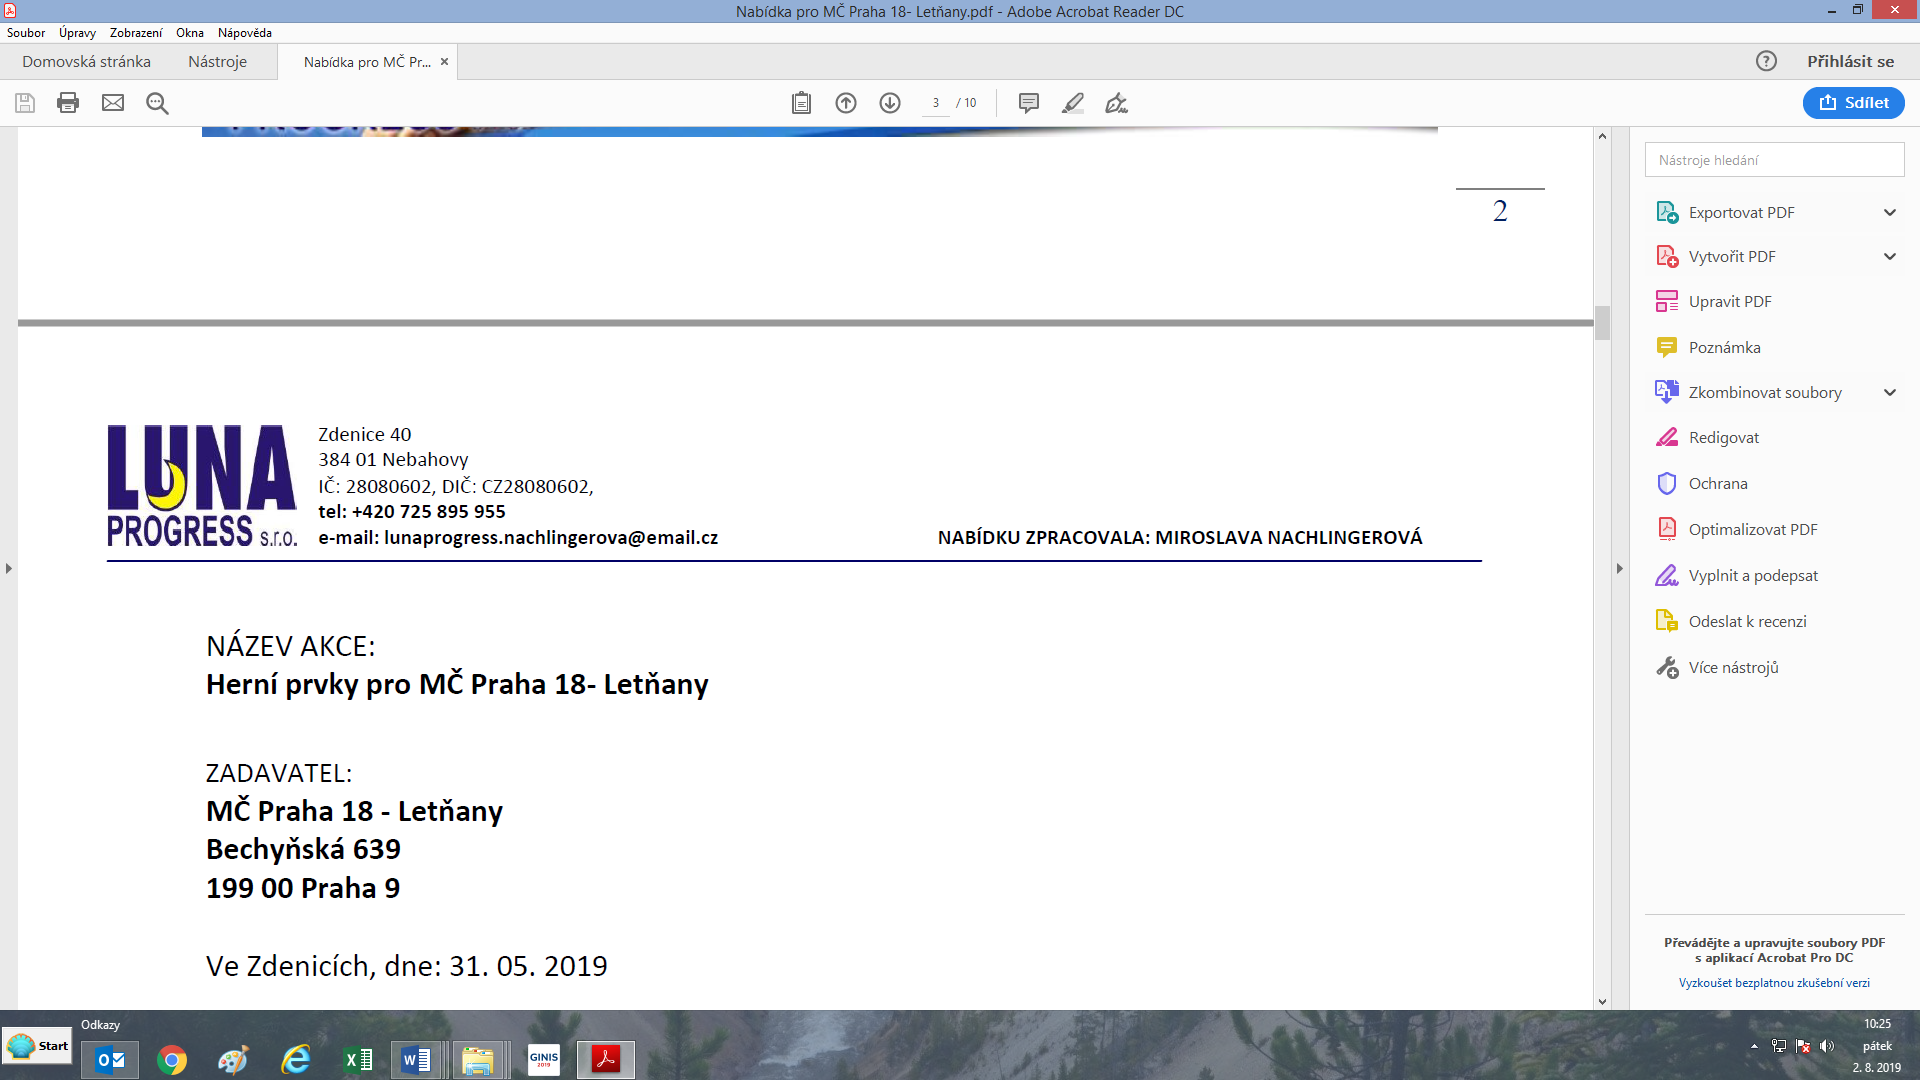 Nabídka pro MČ Praha 18- Letňany.pdf - Adobe Acrobat Reader DC
Soubor Úpravy Zobrazení Okna Nápověda
Domovská stránka Nástroje Nabídka pro MČ Pr... × ? Přihlásit se
3 / 10 Sdílet
2
LUNA
PROGRESS s.r.o.
Zdenice 40
384 01 Nebahovy
IČ: 28080602, DIČ: CZ28080602,
tel: +420 725 895 955
e-mail: lunaprogress.nachlingerova@email.cz
NABÍDKU ZPRACOVALA: MIROSLAVA NACHLINGEROVÁ
NÁZEV AKCE:
Herní prvky pro MČ Praha 18- Letňany
ZADAVATEL:
MČ Praha 18 - Letňany
Bechyňská 639
199 00 Praha 9
Ve Zdenicích, dne: 31. 05. 2019
Nástroje hledání
Exportovat PDF
Vytvořit PDF
Upravit PDF
Poznámka
Zkombinovat soubory
Redigovat
Ochrana
Optimalizovat PDF
Vyplnit a podepsat
Odeslat k recenzi
Více nástrojů
Převádějte a upravujte soubory PDF
s aplikací Acrobat Pro DC
Vyzkoušet bezplatnou zkušební verzi
Start
Odkazy
GINIS
2019
10:25
pátek
2. 8. 2019